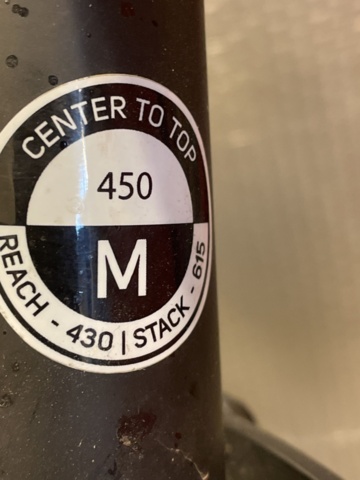 CENTER TO TOP
450
M
REACH - 430 | STACK - 615